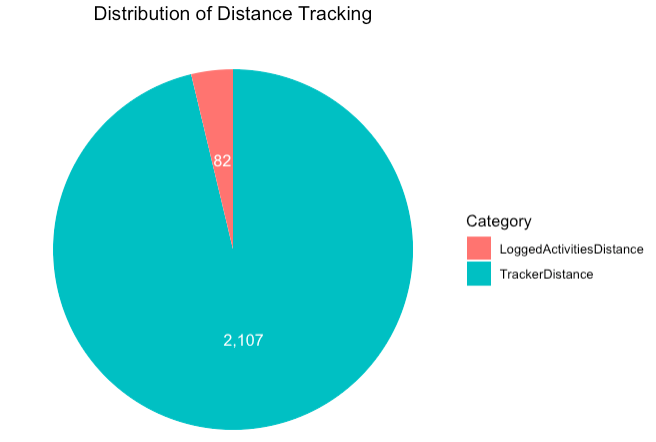 Distribution of Distance Tracking
82
2,107
Category
LoggedActivitiesDistance
TrackerDistance